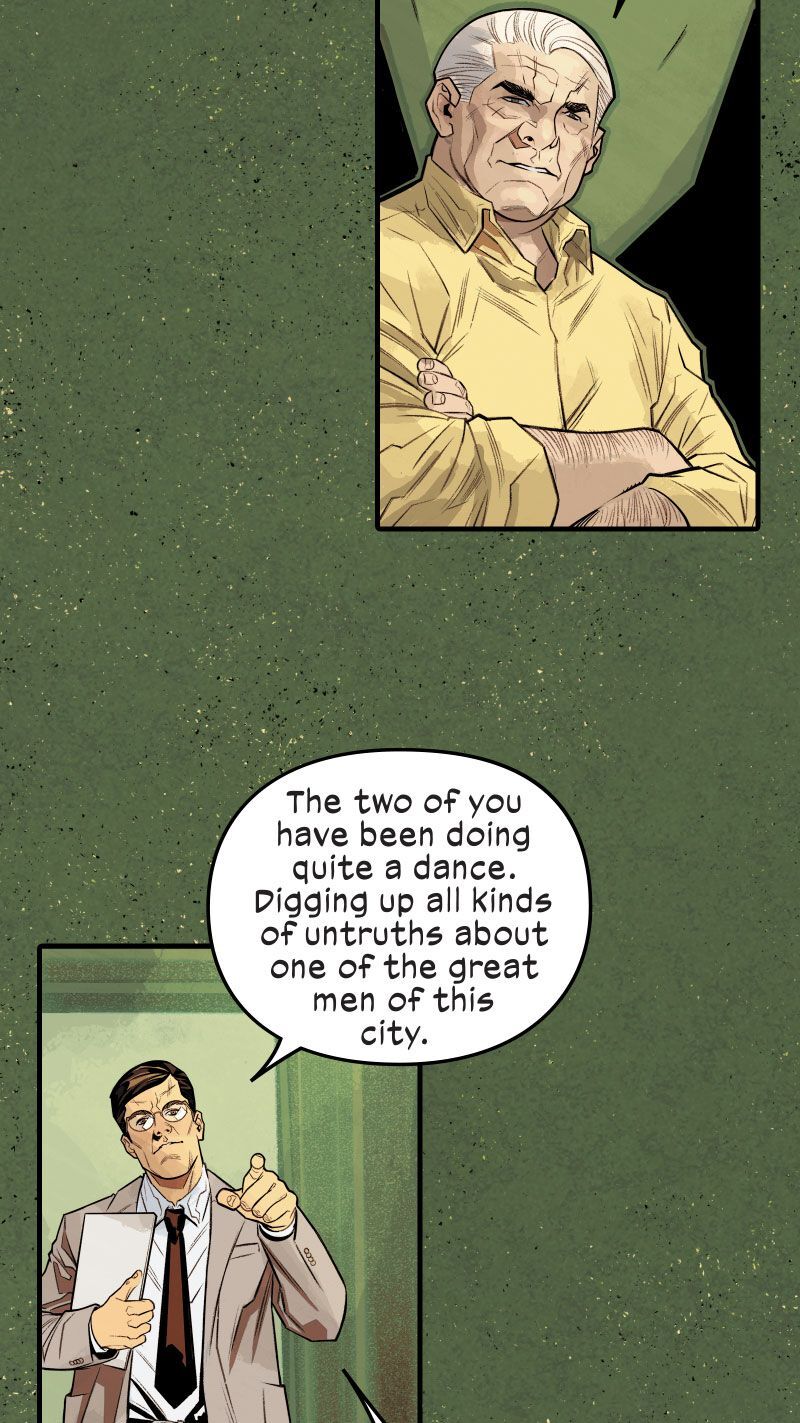 The two of you
have been doing
quite a dance.
Digging up all kinds
of untruths about
one of the great
men of this
city.